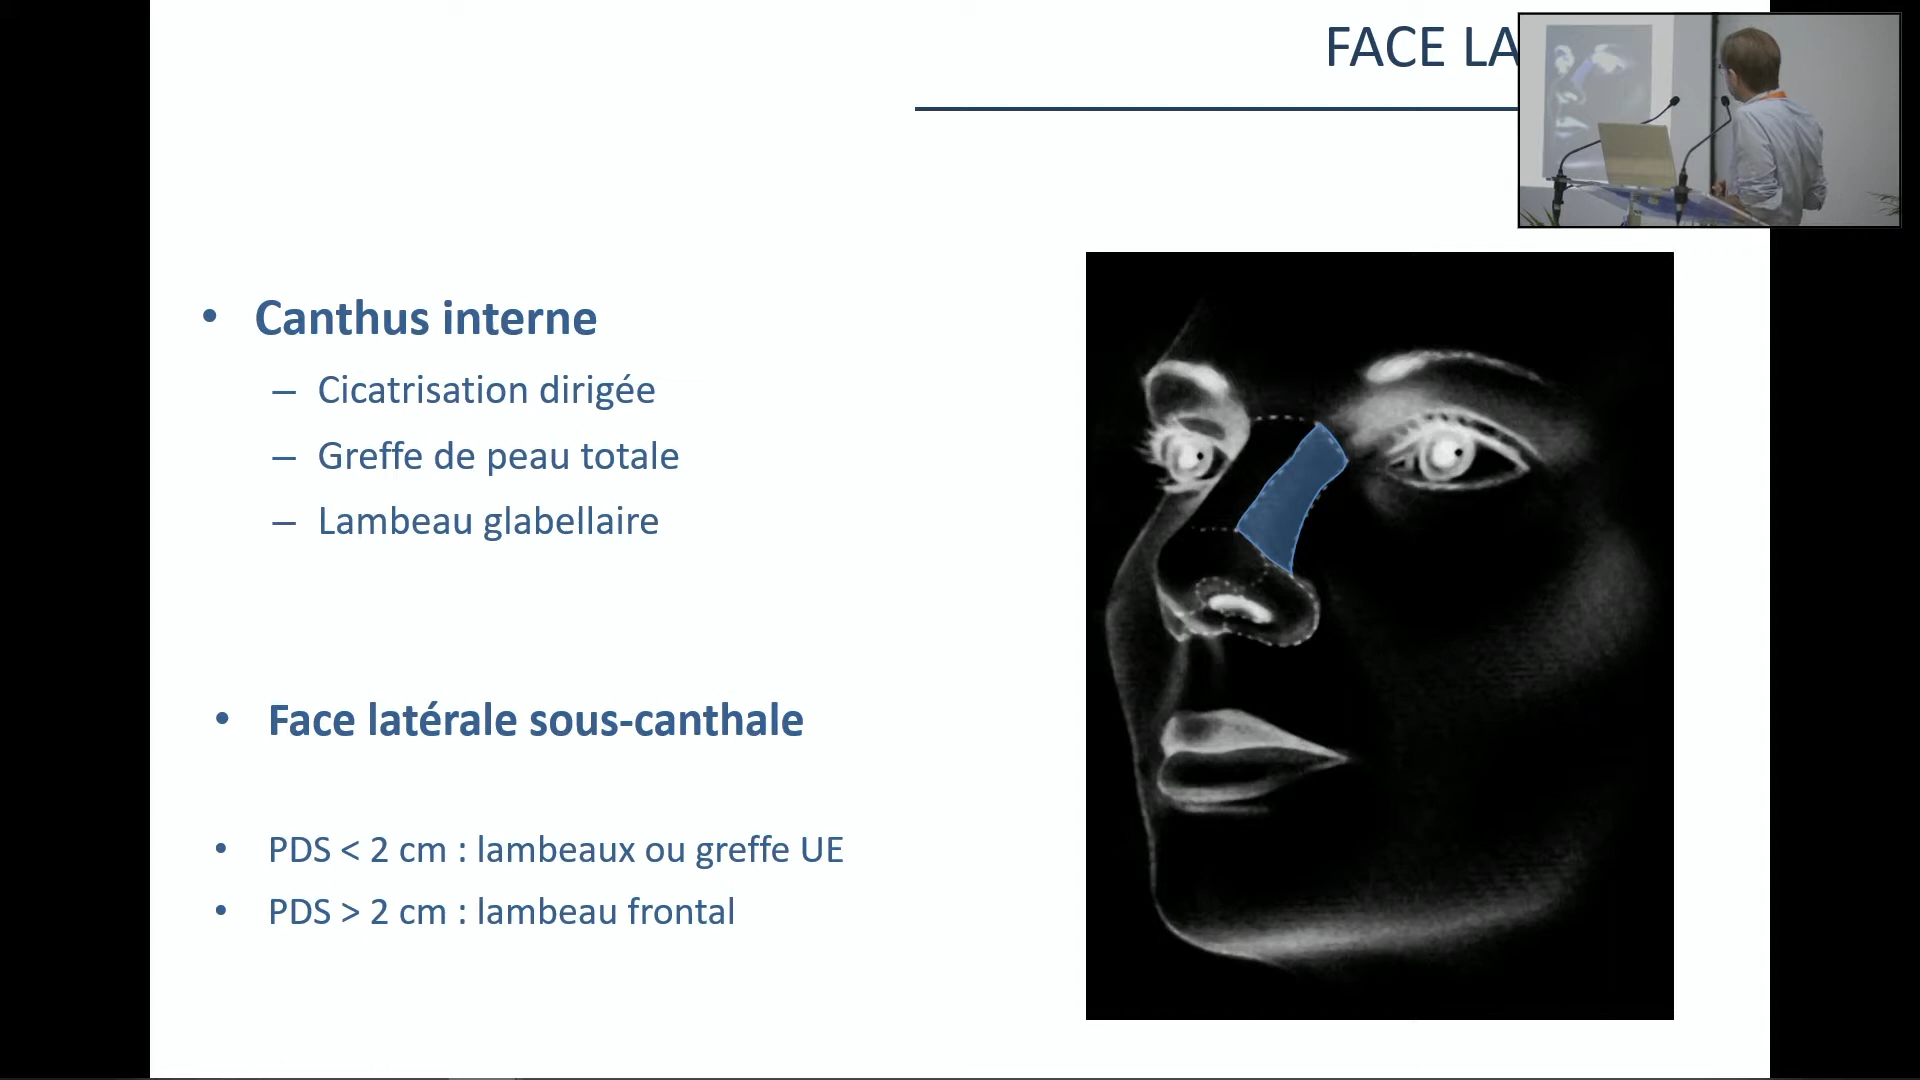 FACE LA
• Canthus interne
– Cicatrisation dirigée
– Greffe de peau totale
– Lambeau glabellaire
• Face latérale sous-canthale
• PDS < 2 cm : lambeaux ou greffe UE
• PDS > 2 cm : lambeau frontal